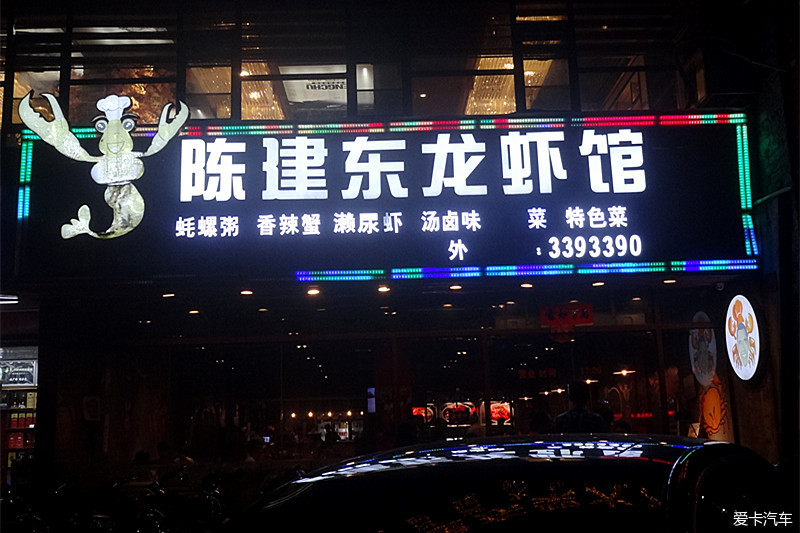 陈建东龙虾馆
蚝螺粥 香辣蟹 濑尿虾 汤卤味 菜 特色菜
外 :3393390
爱卡汽车